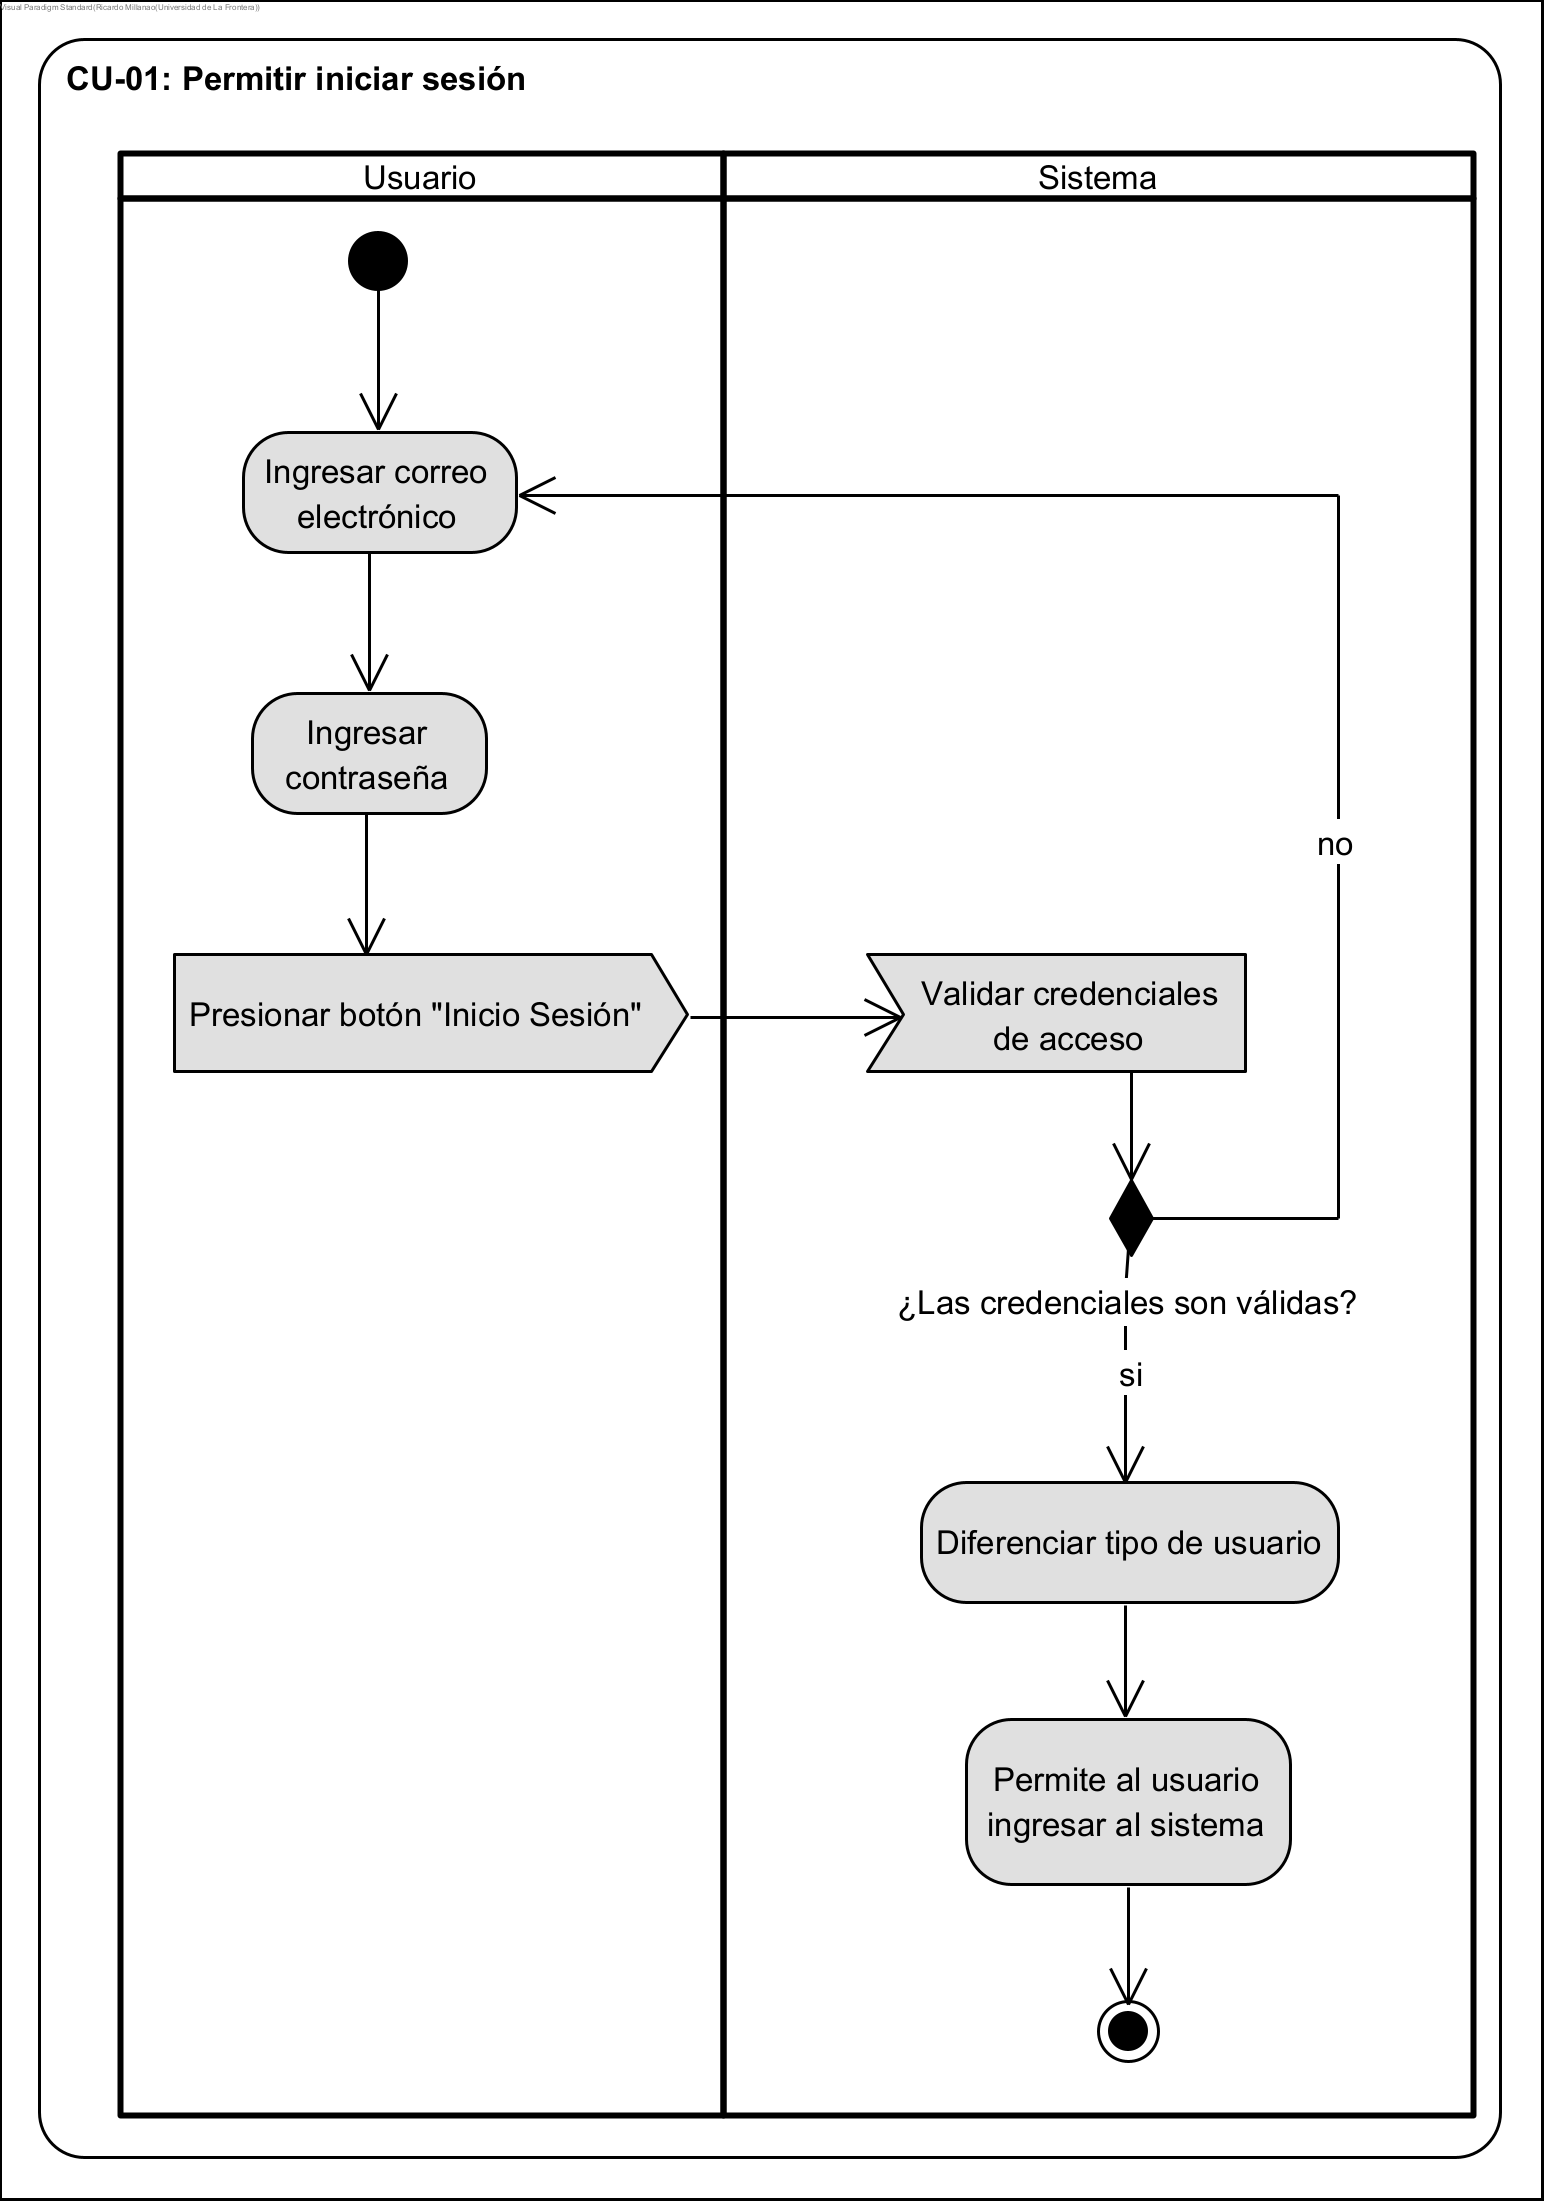 Visual Paradigm Standard(Ricardo Millanao(Universidad de La Frontera))
CU-01: Permitir iniciar sesión
Usuario
Sistema
Ingresar correo
electrónico
Ingresar
contraseña
no
Presionar botón "Inicio Sesión"
Validar credenciales
de acceso
¿Las credenciales son válidas?
si
Diferenciar tipo de usuario
Permite al usuario
ingresar al sistema